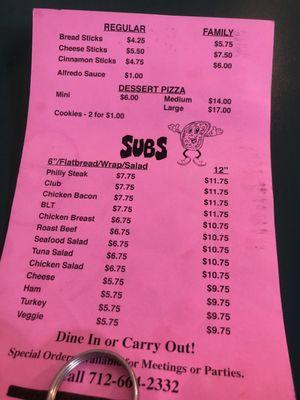 REGULAR FAMILY
Bread Sticks $4.25 $5.75
Cheese Sticks $5.50 $7.50
Cinnamon Sticks $4.75 $6.00
Alfredo Sauce $1.00
DESSERT PIZZA
Mini $6.00 Medium $14.00
Large $17.00
Cookies - 2 for $1.00
SUBS
6"/Flatbread/Wrap/Salad 12"
Philly Steak $7.75 $11.75
Club $7.75 $11.75
Chicken Bacon $7.75 $11.75
BLT $7.75 $11.75
Chicken Breast $6.75 $10.75
Roast Beef $6.75 $10.75
Seafood Salad $6.75 $10.75
Tuna Salad $6.75 $10.75
Chicken Salad $6.75 $10.75
Cheese $5.75 $9.75
Ham $5.75 $9.75
Turkey $5.75 $9.75
Veggie $5.75 $9.75
Dine In or Carry Out!
Special Orders Available for Meetings or Parties.
Call 712-664-2332